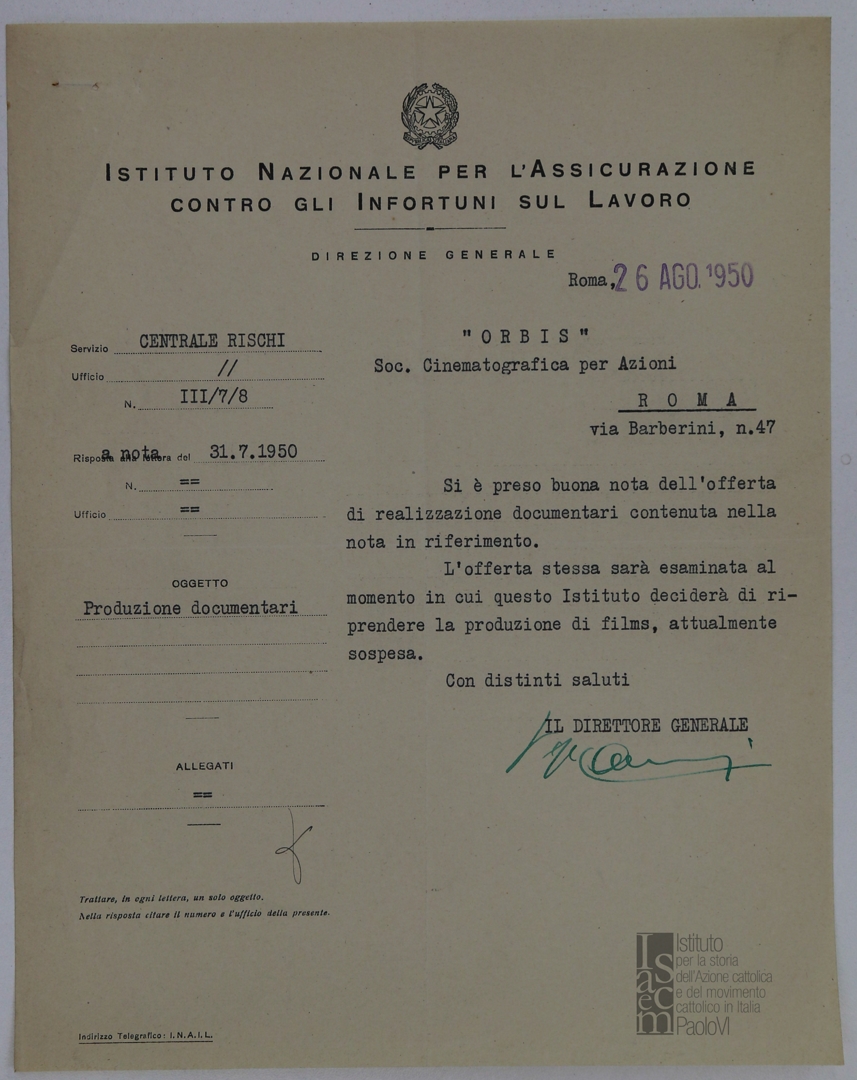 ISTITUTO NAZIONALE PER L'ASSICURAZIONE
CONTRO GLI INFORTUNI SUL LAVORO
DIREZIONE GENERALE
Roma, 26 AGO. 1950
Servizio CENTRALE RISCHI
Ufficio //
N. III/7/8
Risposta a nota del 31.7.1950
N. ==
Ufficio ==
OGGETTO
Produzione documentari
ALLEGATI
==
Trattare, in ogni lettera, un solo oggetto.
Nella risposta citare il numero e l'ufficio della presente.
Indirizzo Telegrafico: I.N.A.I.L.
"ORBIS"
Soc. Cinematografica per Azioni
ROMA
via Barberini, n.47
Si è preso buona nota dell'offerta
di realizzazione documentari contenuta nella
nota in riferimento.
L'offerta stessa sarà esaminata al
momento in cui questo Istituto deciderà di ri-
prendere la produzione di films, attualmente
sospesa.
Con distinti saluti
IL DIRETTORE GENERALE
Isacem
Istituto
per la storia
dell'Azione cattolica
e del movimento
cattolico in Italia
PaoloVI